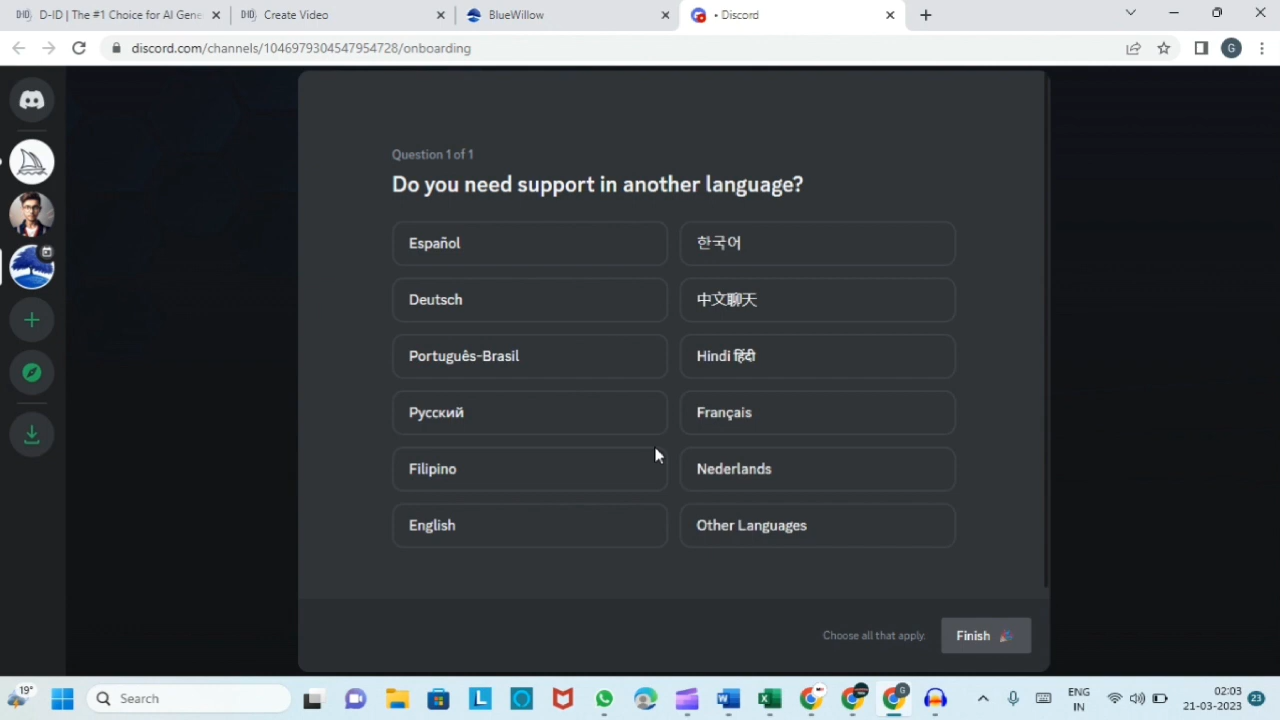 D-ID | The #1 Choice for AI Gene
Create Video
BlueWillow
• Discord
discord.com/channels/1046979304547954728/onboarding
G
Question 1 of 1
Do you need support in another language?
Español
한국어
Deutsch
中文聊天
Português-Brasil
Hindi हिंदी
Русский
Français
Filipino
Nederlands
English
Other Languages
Choose all that apply.
Finish
19°
Search
ENG
IN
02:03
21-03-2023
23